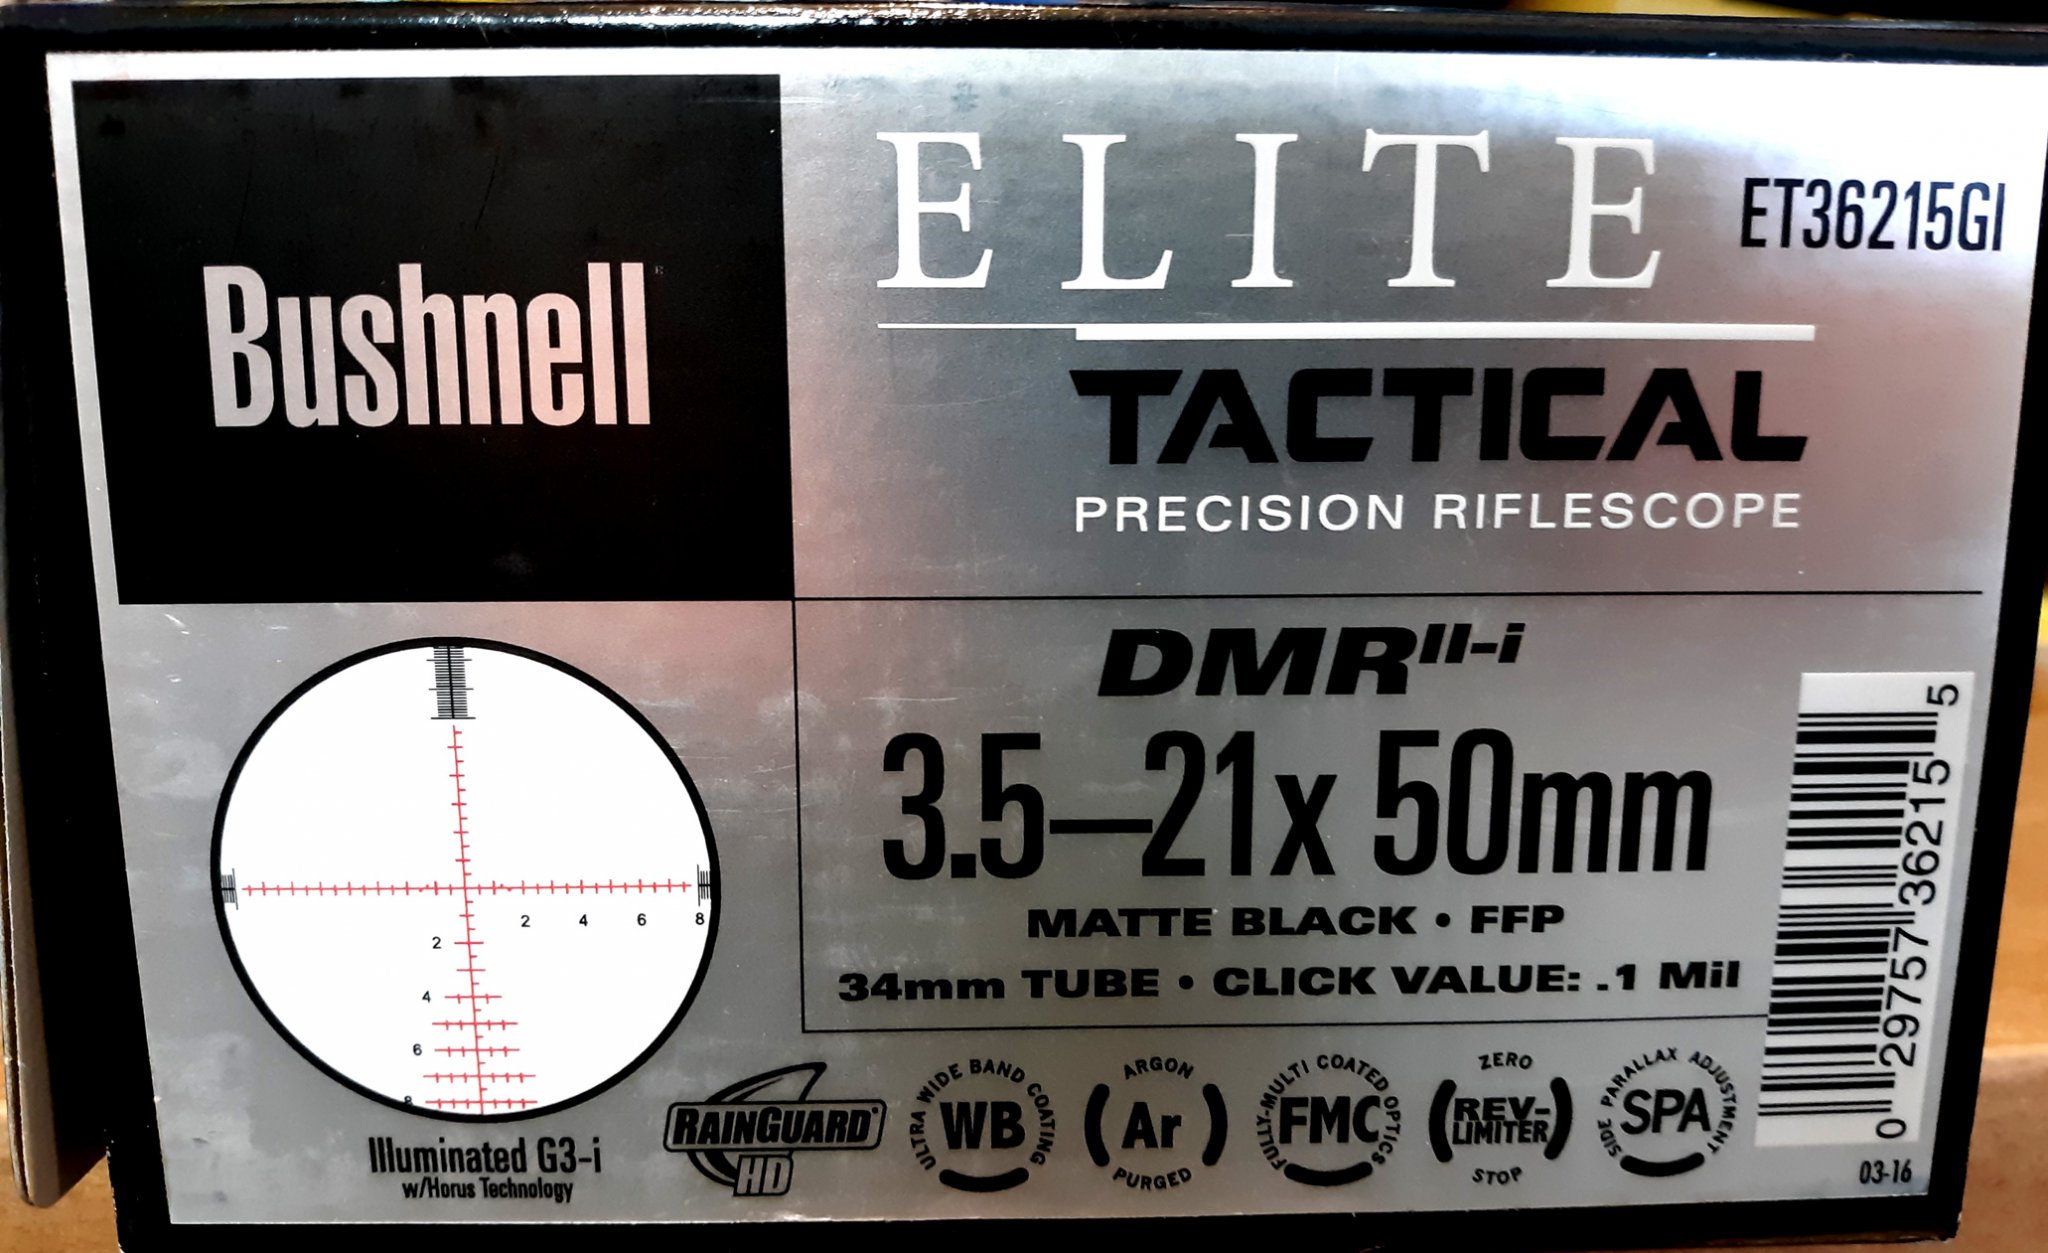 Bushnell®
ELITE
ET36215GI
TACTICAL
PRECISION RIFLESCOPE
DMR II-i
3.5–21x 50mm
MATTE BLACK • FFP
34mm TUBE • CLICK VALUE: .1 Mil
2 4 6 8
2
4
6
8
Illuminated G3-i
w/Horus Technology
RAINGUARD®
HD
ULTRA WIDE BAND COATING
WB
ARGON
Ar
PURGED
FULLY-MULTI COATED OPTICS
FMC
ZERO
REV-
LIMITER
STOP
SIDE PARALLAX ADJUSTMENT
SPA
0 29757 36215 5
03-16